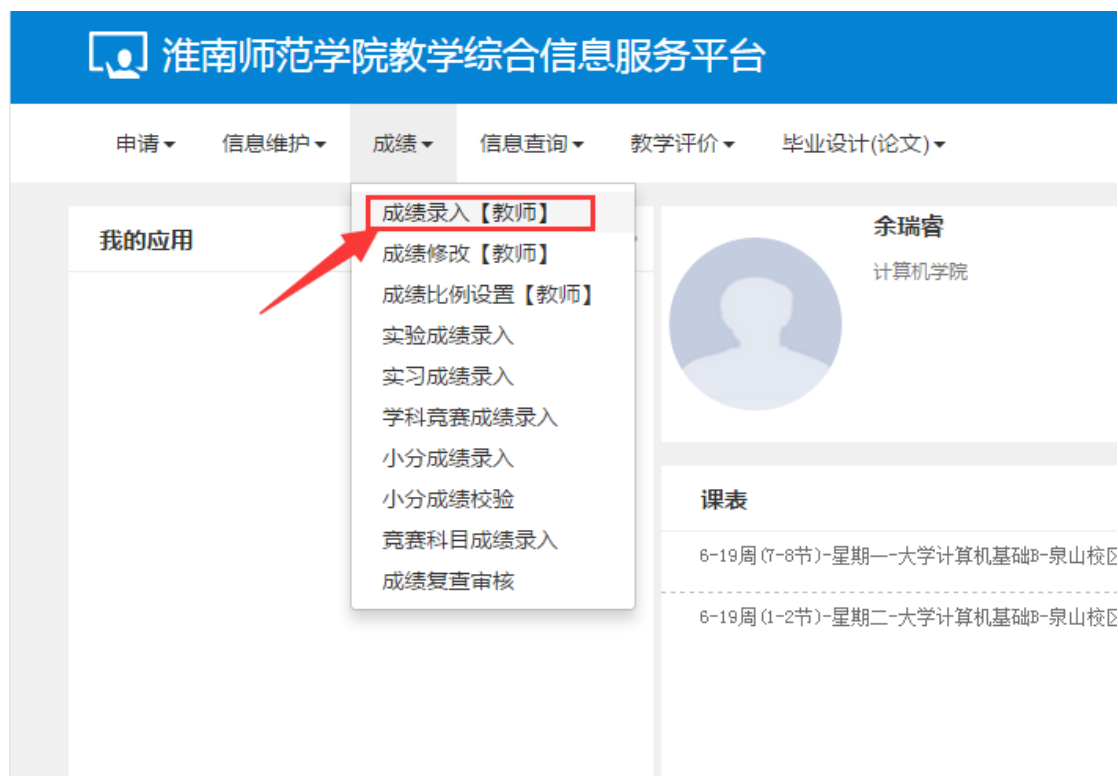 淮南师范学院教学综合信息服务平台
申请 信息维护 成绩 信息查询 教学评价 毕业设计(论文)
我的应用
成绩录入【教师】
成绩修改【教师】
成绩比例设置【教师】
实验成绩录入
实习成绩录入
学科竞赛成绩录入
小分成绩录入
小分成绩校验
竞赛科目成绩录入
成绩复查审核
余瑞睿
计算机学院
课表
6-19周(7-8节)-星期一-大学计算机基础B-泉山校区
6-19周(1-2节)-星期二-大学计算机基础B-泉山校区